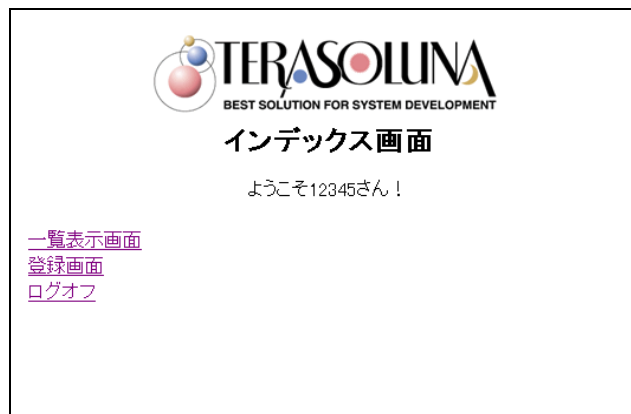 TERASOLUNA
BEST SOLUTION FOR SYSTEM DEVELOPMENT
インデックス画面
ようこそ12345さん！
一覧表示画面
登録画面
ログオフ